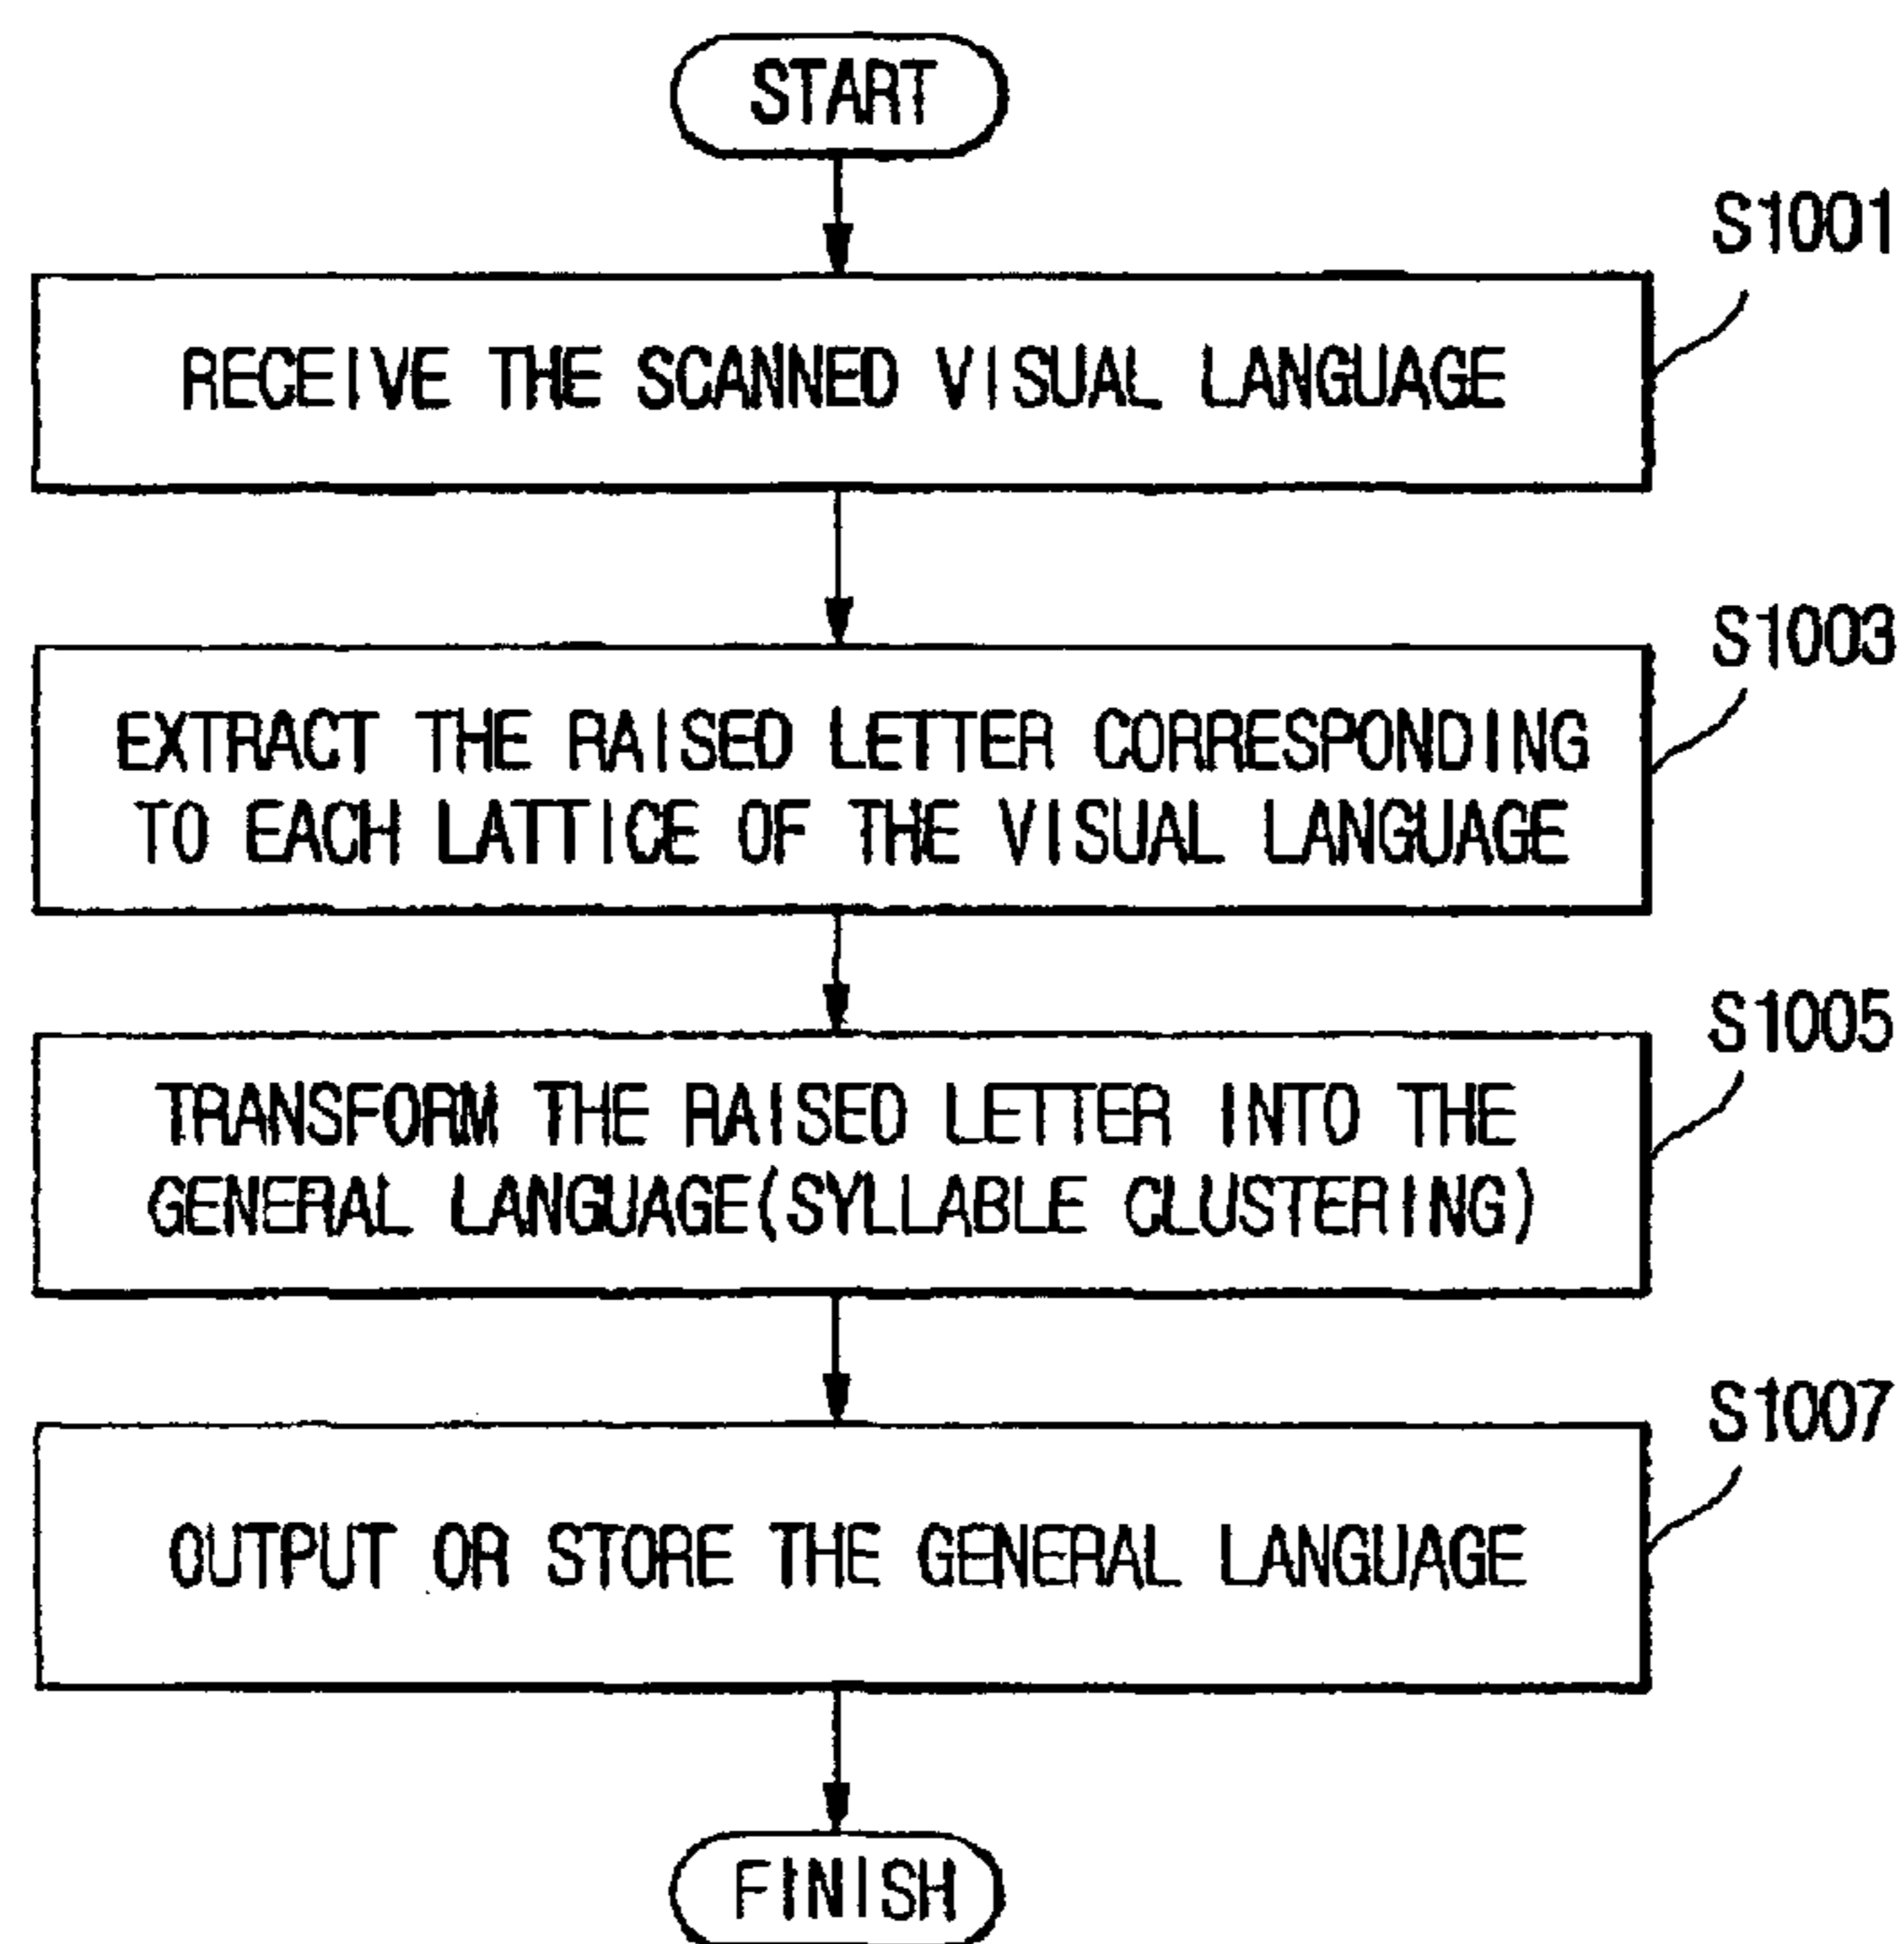 START
S1001
RECEIVE THE SCANNED VISUAL LANGUAGE
S1003
EXTRACT THE RAISED LETTER CORRESPONDING
TO EACH LATTICE OF THE VISUAL LANGUAGE
S1005
TRANSFORM THE RAISED LETTER INTO THE
GENERAL LANGUAGE(SYLLABLE CLUSTERING)
S1007
OUTPUT OR STORE THE GENERAL LANGUAGE
FINISH